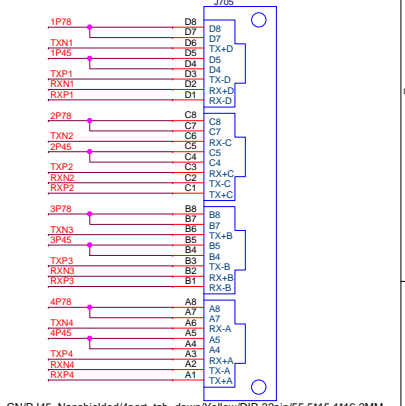 J705
1P78 D8 D8
D7 D7
TXN1 D6 TX+D
1P45 D5 D5
D4 D4
TXP1 D3 TX-D
RXN1 D2 RX+D
RXP1 D1 RX-D
2P78 C8 C8
C7 C7
TXN2 C6 RX-C
2P45 C5 C5
C4 C4
TXP2 C3 RX+C
RXN2 C2 TX-C
RXP2 C1 TX+C
3P78 B8 B8
B7 B7
TXN3 B6 TX+B
3P45 B5 B5
B4 B4
TXP3 B3 TX-B
RXN3 B2 RX+B
RXP3 B1 RX-B
4P78 A8 A8
A7 A7
TXN4 A6 RX-A
4P45 A5 A5
A4 A4
TXP4 A3 RX+A
RXN4 A2 TX-A
RXP4 A1 TX+A